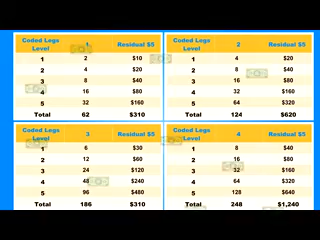 Coded Legs
Level 1 Residual $5
1 2 $10
2 4 $20
3 8 $40
4 16 $80
5 32 $160
Total 62 $310
Coded Legs
Level 2 Residual $5
1 4 $20
2 8 $40
3 16 $80
4 32 $160
5 64 $320
Total 124 $620
Coded Legs
Level 3 Residual $5
1 6 $30
2 12 $60
3 24 $120
4 48 $240
5 96 $480
Total 186 $310
Coded Legs
Level 4 Residual $5
1 8 $40
2 16 $80
3 32 $160
4 64 $320
5 128 $640
Total 248 $1,240